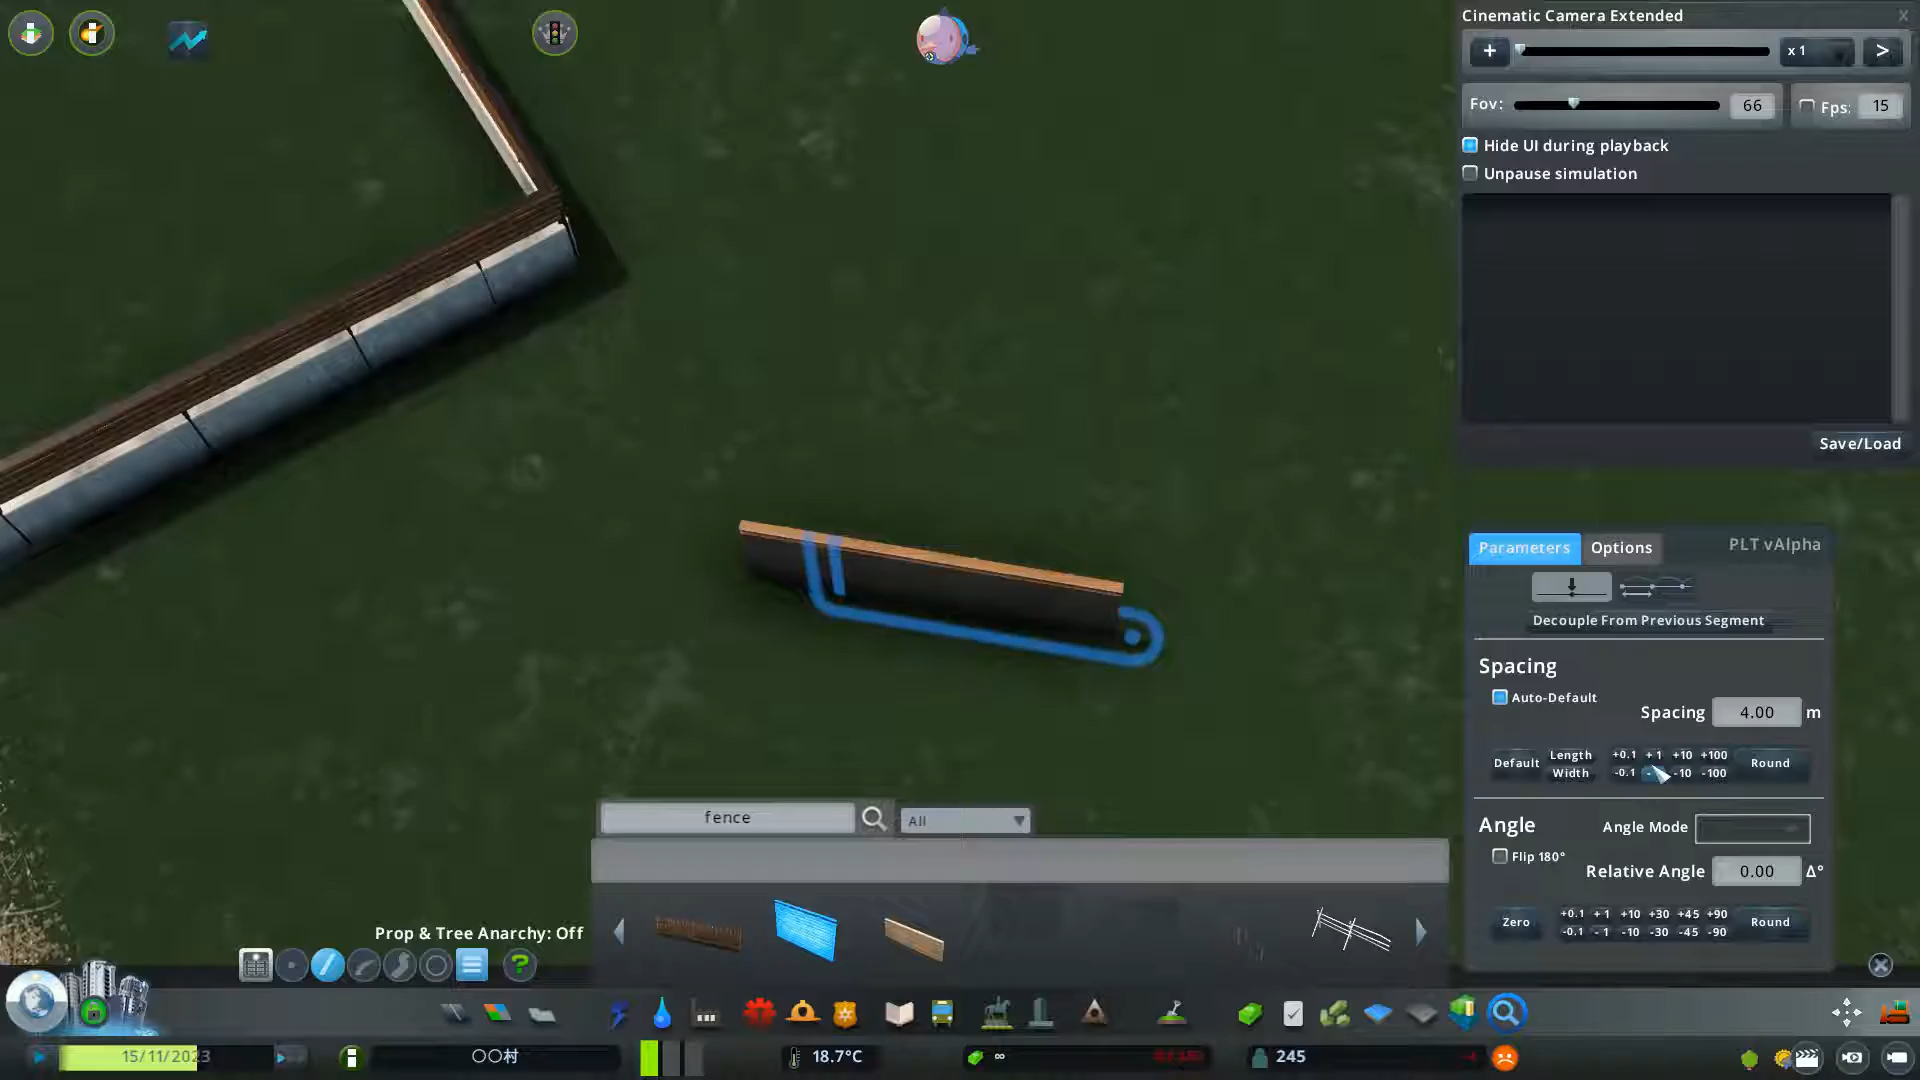 Cinematic Camera Extended
x
+
x 1
>
Fov:
66
Fps:
15
Hide UI during playback
Unpause simulation
Save/Load
Parameters
Options
PLT vAlpha
Decouple From Previous Segment
Spacing
Auto-Default
Spacing
4.00
m
Default
Length
Width
+0.1 +1 +10 +100
-0.1 - -10 -100
Round
Angle
Angle Mode
Flip 180°
Relative Angle
0.00
Δ°
Zero
+0.1 +1 +10 +30 +45 +90
-0.1 -1 -10 -30 -45 -90
Round
fence
All
Prop & Tree Anarchy: Off
?
15/11/2023
〇〇村
18.7°C
∞
245